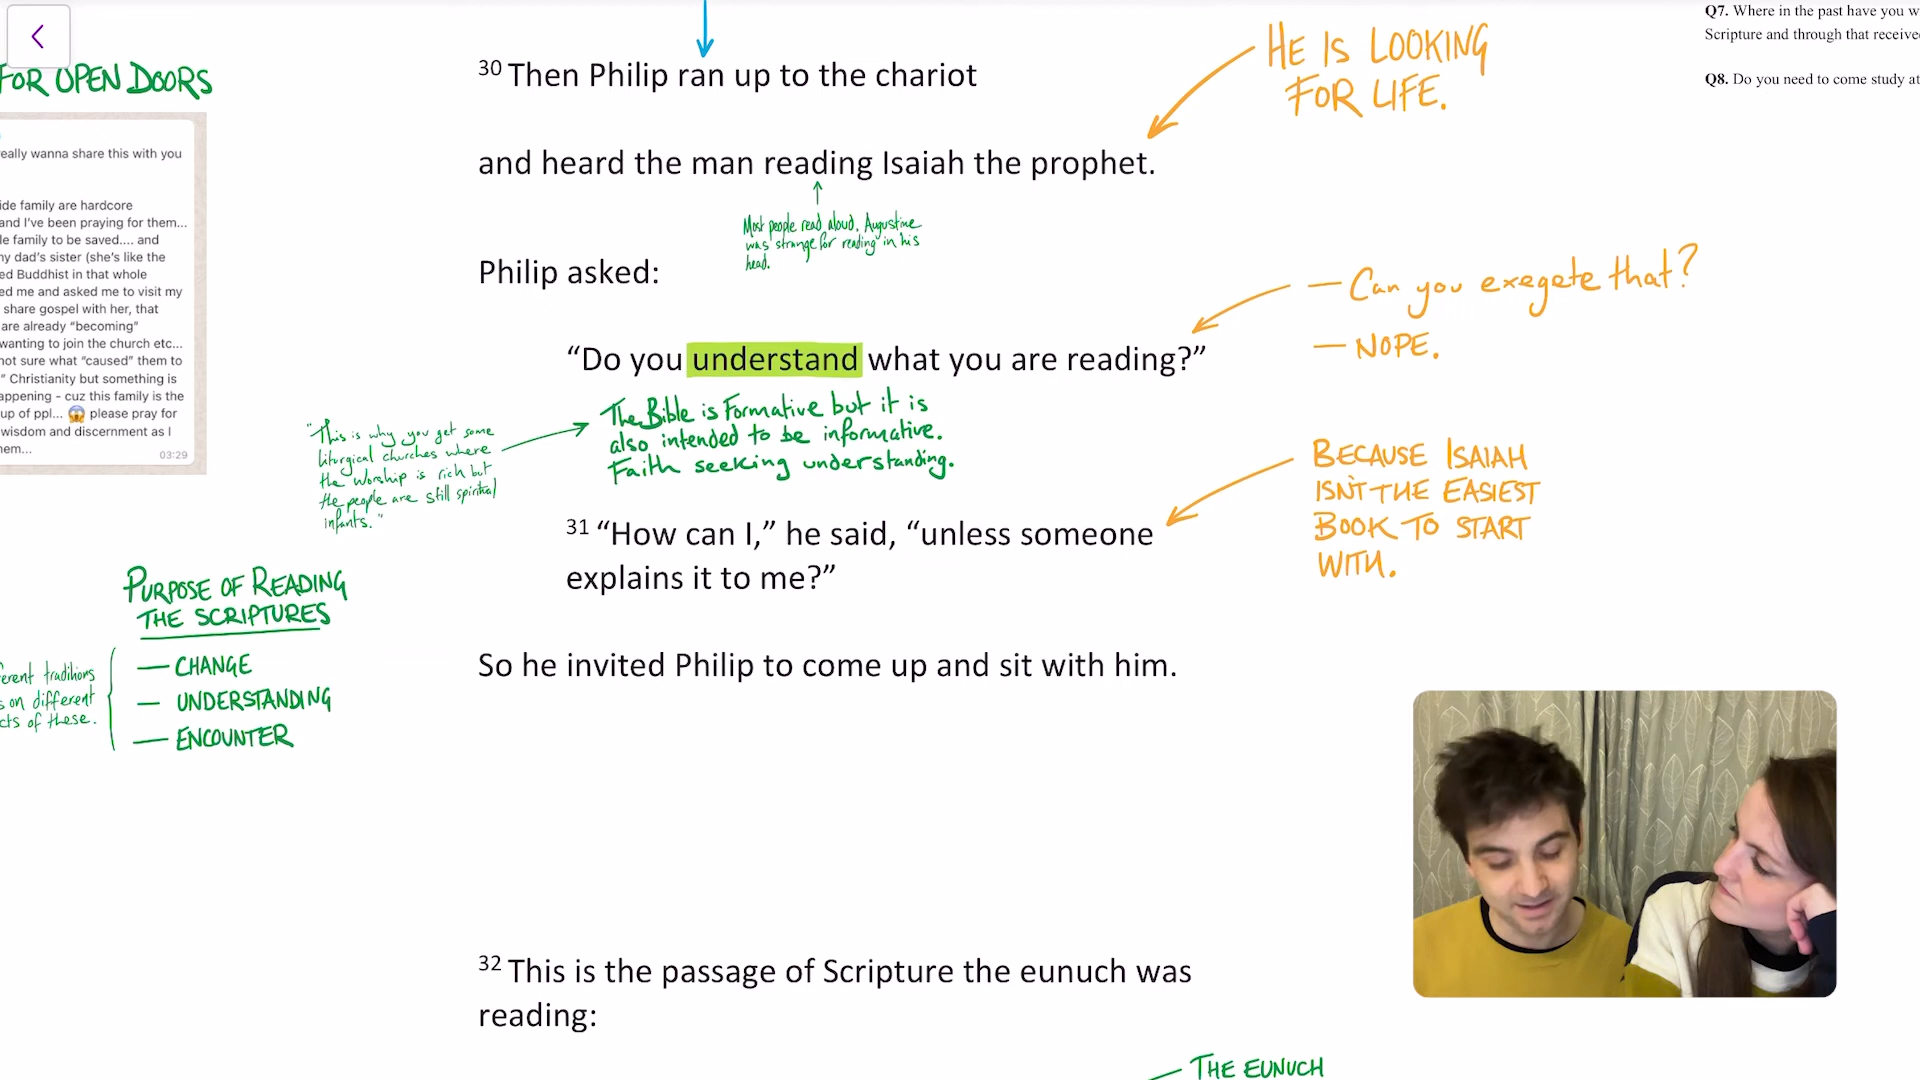 FOR OPEN DOORS
eally wanna share this with you
ide family are hardcore
and I've been praying for them...
le family to be saved.... and
ny dad's sister (she's like the
ed Buddhist in that whole
ed me and asked me to visit my
share gospel with her, that
are already "becoming"
wanting to join the church etc...
not sure what "caused" them to
" Christianity but something is
appening - cuz this family is the
up of ppl... 😱 please pray for
wisdom and discernment as I
hem...
03:29
"This is why you get some
liturgical churches where
the worship is rich but
the people are still spiritual
infants."
PURPOSE OF READING
THE SCRIPTURES
— CHANGE
— UNDERSTANDING
— ENCOUNTER
erent traditions
s on different
cts of these.
30 Then Philip ran up to the chariot
and heard the man reading Isaiah the prophet.
Most people read aloud. Augustine
was strange for reading in his
head.
Philip asked:
“Do you understand what you are reading?”
The Bible is Formative but it is
also intended to be informative.
Faith seeking understanding.
31 “How can I,” he said, “unless someone
explains it to me?”
So he invited Philip to come up and sit with him.
32 This is the passage of Scripture the eunuch was
reading:
THE EUNUCH
HE IS LOOKING
FOR LIFE.
— Can you exegete that?
— NOPE.
BECAUSE ISAIAH
ISN'T THE EASIEST
BOOK TO START
WITH.
Q7. Where in the past have you w
Scripture and through that receive
Q8. Do you need to come study at